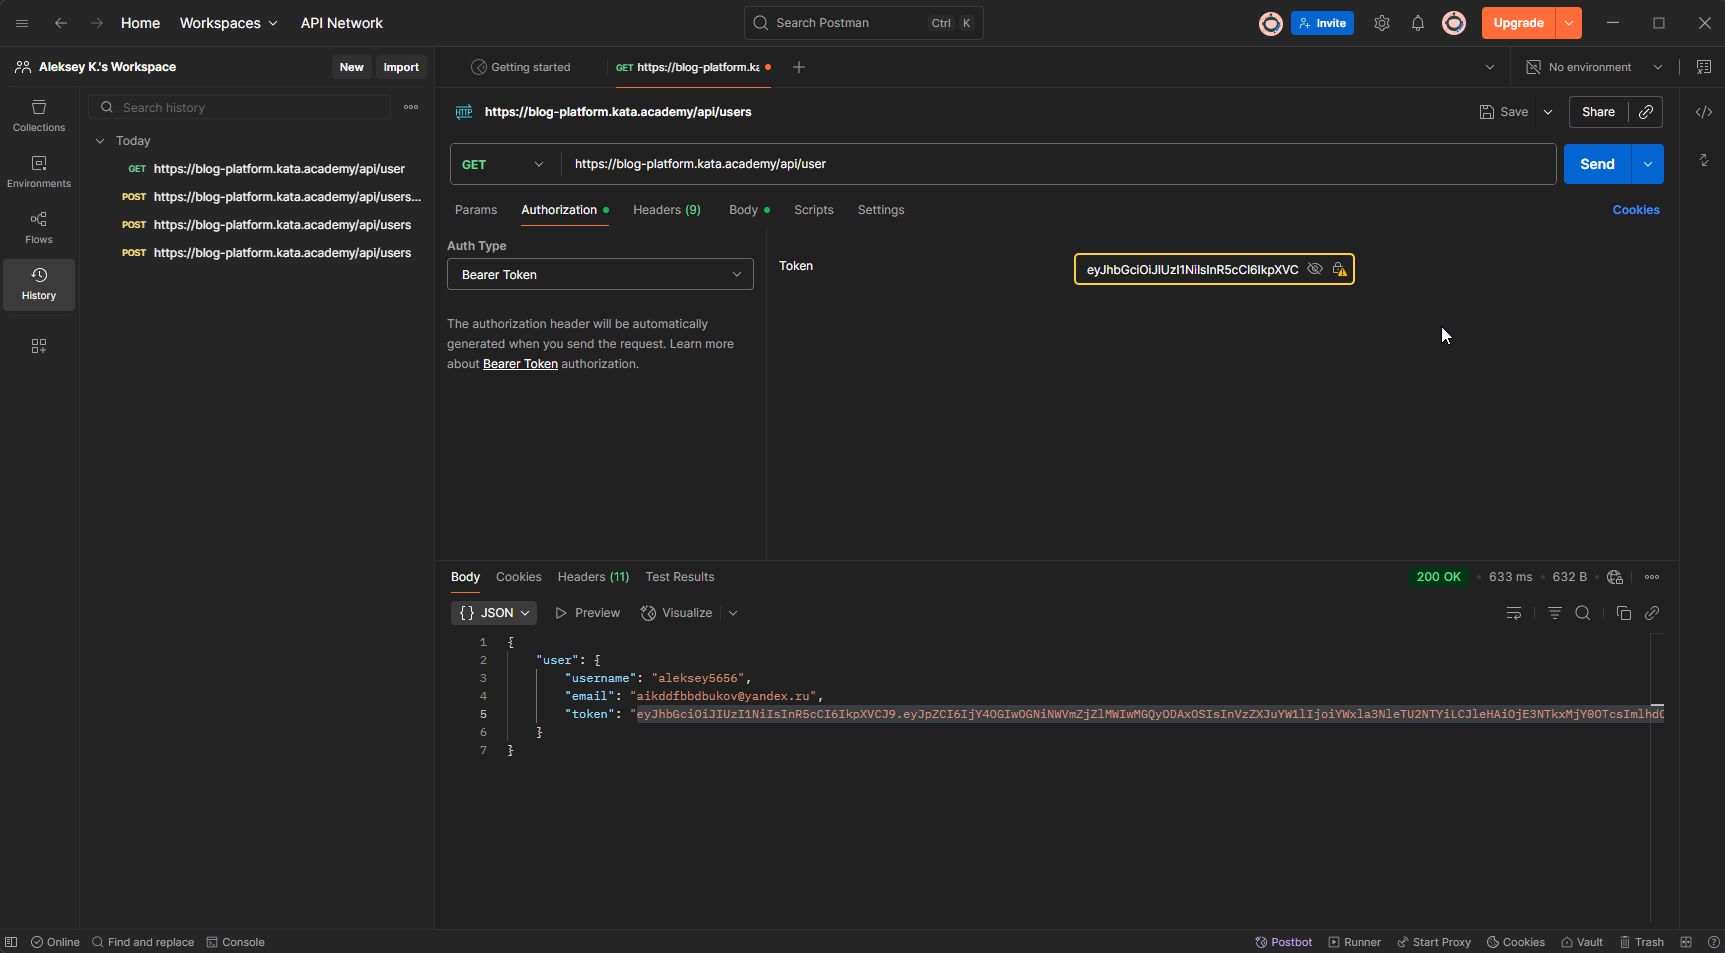 Home Workspaces API Network Search Postman Ctrl K Invite Upgrade
Aleksey K.'s Workspace New Import Getting started GET https://blog-platform.ka No environment
Collections
Environments
Flows
History
Search history
Today
GET https://blog-platform.kata.academy/api/user
POST https://blog-platform.kata.academy/api/users...
POST https://blog-platform.kata.academy/api/users
POST https://blog-platform.kata.academy/api/users
HTTP https://blog-platform.kata.academy/api/users Save Share
GET https://blog-platform.kata.academy/api/user Send
Params Authorization Headers (9) Body Scripts Settings Cookies
Auth Type
Bearer Token
The authorization header will be automatically
generated when you send the request. Learn more
about Bearer Token authorization.
Token eyJhbGciOiJIUzI1NiIsInR5cCI6IkpXVC
Body Cookies Headers (11) Test Results 200 OK 633 ms 632 B
{} JSON Preview Visualize
1 {
2 "user": {
3 "username": "aleksey5656",
4 "email": "aikddfbbdbukov@yandex.ru",
5 "token": "eyJhbGciOiJIUzI1NiIsInR5cCI6IkpXVCJ9.eyJpZCI6IjY4OGIwOGNiNWVmZjZlMWIwMGQyODAxOSIsInVzZXJuYW1lIjoiYWxla3NleTU2NTYiLCJleHAiOjE3NTkxMjY0OTcsImlhdC
6 }
7 }
Online Find and replace Console Postbot Runner Start Proxy Cookies Vault Trash